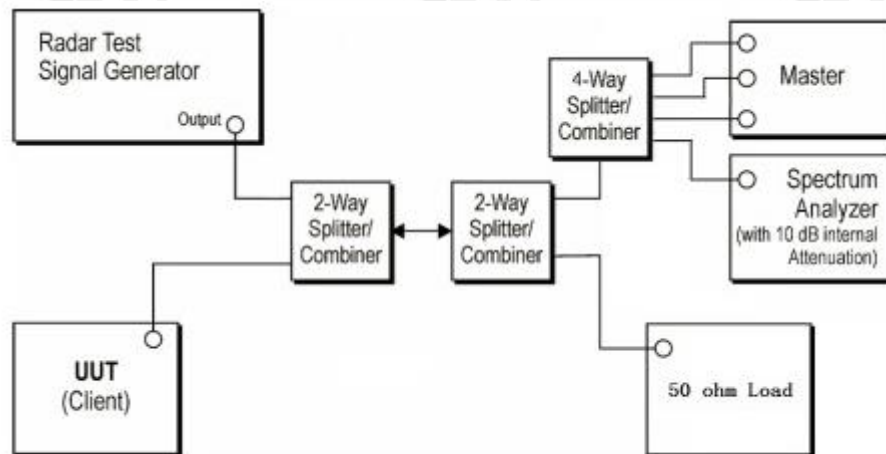 Radar Test
Signal Generator
Output
4-Way
Splitter/
Combiner
Master
Spectrum
Analyzer
(with 10 dB internal
Attenuation)
2-Way
Splitter/
Combiner
2-Way
Splitter/
Combiner
UUT
(Client)
50 ohm Load